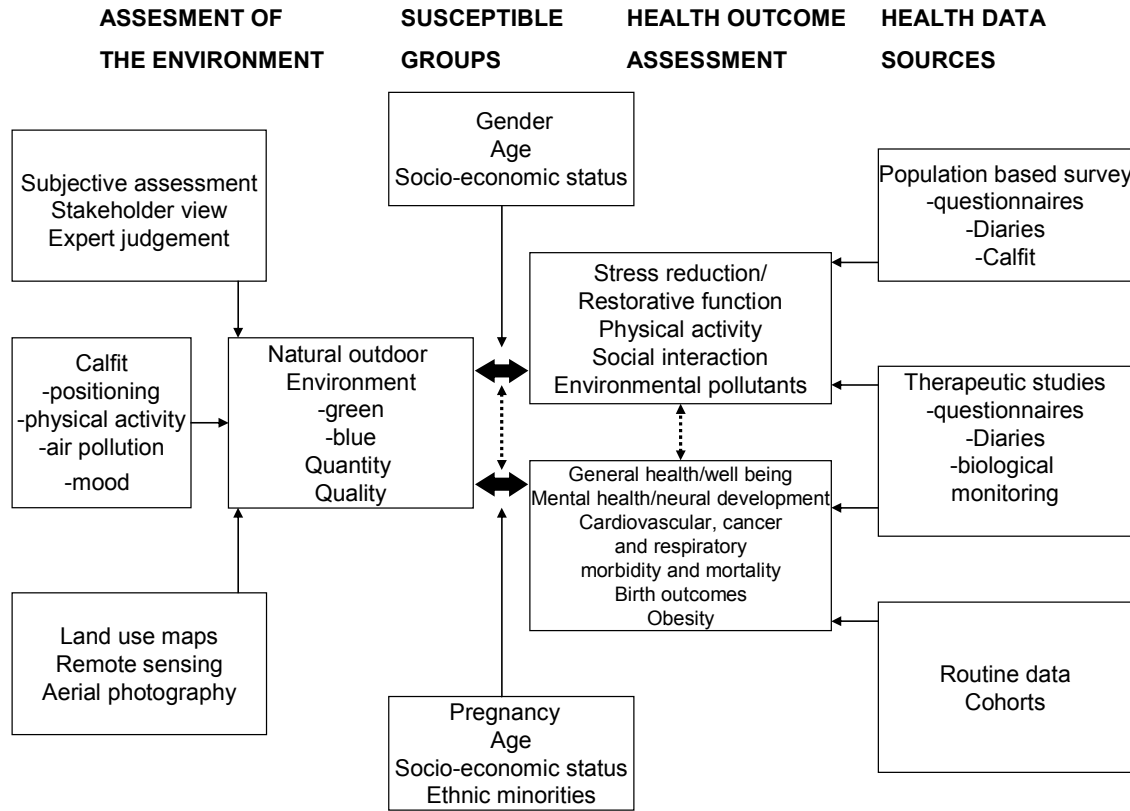 ASSESMENT OF
THE ENVIRONMENT
SUSCEPTIBLE
GROUPS
HEALTH OUTCOME
ASSESSMENT
HEALTH DATA
SOURCES
Subjective assessment
Stakeholder view
Expert judgement
Calfit
-positioning
-physical activity
-air pollution
-mood
Land use maps
Remote sensing
Aerial photography
Natural outdoor
Environment
-green
-blue
Quantity
Quality
Gender
Age
Socio-economic status
Pregnancy
Age
Socio-economic status
Ethnic minorities
Stress reduction/
Restorative function
Physical activity
Social interaction
Environmental pollutants
General health/well being
Mental health/neural development
Cardiovascular, cancer
and respiratory
morbidity and mortality
Birth outcomes
Obesity
Population based survey
-questionnaires
-Diaries
-Calfit
Therapeutic studies
-questionnaires
-Diaries
-biological
monitoring
Routine data
Cohorts